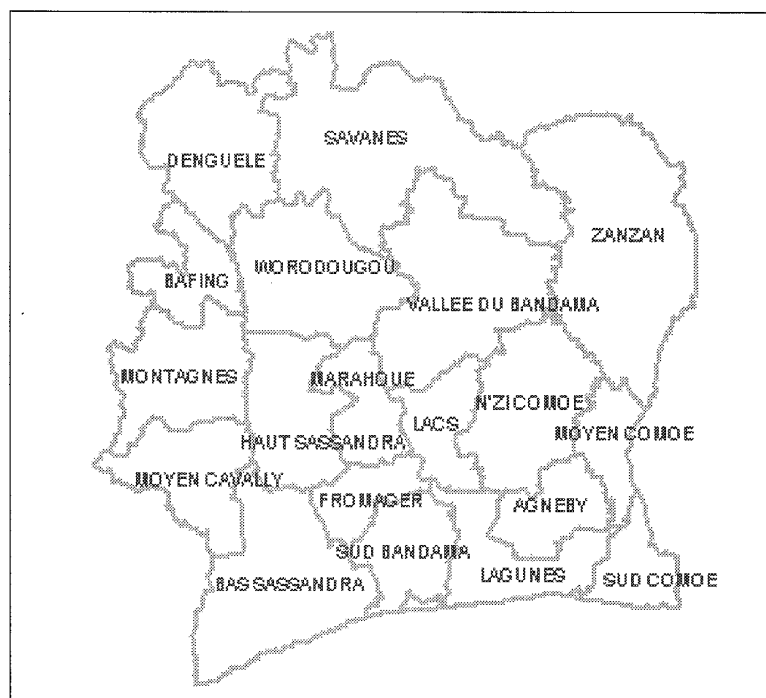 SAVANES
DENGUELE
ZANZAN
WORODOUGOU
BAFING
VALLEE DU BANDAMA
MONTAGNES
MARAHOUE
N'ZI COMOE
LACS
MOYEN COMOE
HAUT SASSANDRA
MOYEN CAVALLY
FROMAGER
AGNEBY
SUD BANDAMA
LAGUNES
BAS SASSANDRA
SUD COMOE